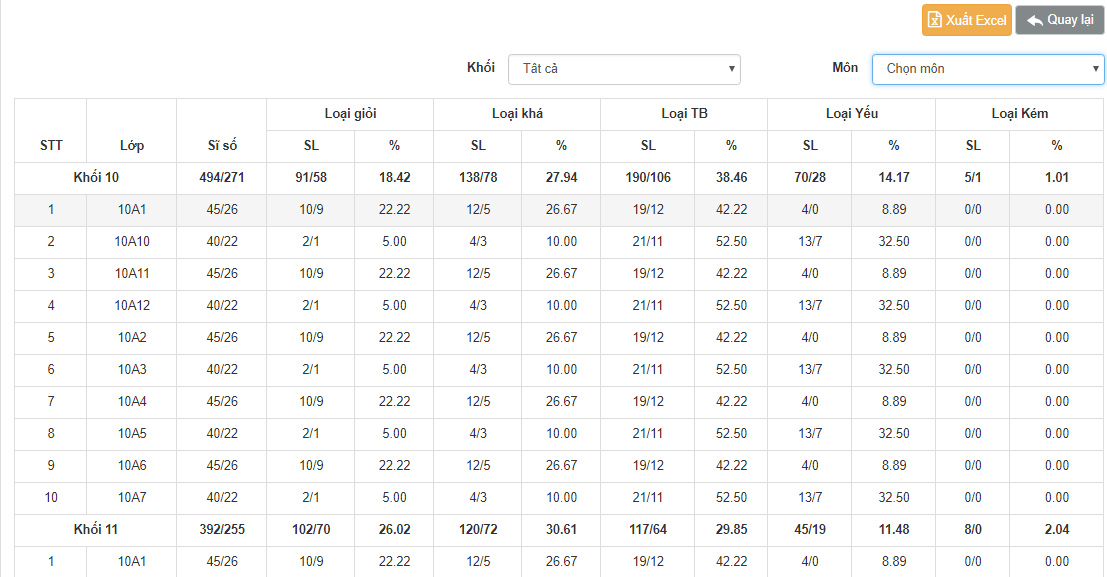 Xuất Excel Quay lại
Khối Tất cả Môn Chọn môn
Loại giỏi Loại khá Loại TB Loại Yếu Loại Kém
STT Lớp Sĩ số SL % SL % SL % SL % SL %
Khối 10 494/271 91/58 18.42 138/78 27.94 190/106 38.46 70/28 14.17 5/1 1.01
1 10A1 45/26 10/9 22.22 12/5 26.67 19/12 42.22 4/0 8.89 0/0 0.00
2 10A10 40/22 2/1 5.00 4/3 10.00 21/11 52.50 13/7 32.50 0/0 0.00
3 10A11 45/26 10/9 22.22 12/5 26.67 19/12 42.22 4/0 8.89 0/0 0.00
4 10A12 40/22 2/1 5.00 4/3 10.00 21/11 52.50 13/7 32.50 0/0 0.00
5 10A2 45/26 10/9 22.22 12/5 26.67 19/12 42.22 4/0 8.89 0/0 0.00
6 10A3 40/22 2/1 5.00 4/3 10.00 21/11 52.50 13/7 32.50 0/0 0.00
7 10A4 45/26 10/9 22.22 12/5 26.67 19/12 42.22 4/0 8.89 0/0 0.00
8 10A5 40/22 2/1 5.00 4/3 10.00 21/11 52.50 13/7 32.50 0/0 0.00
9 10A6 45/26 10/9 22.22 12/5 26.67 19/12 42.22 4/0 8.89 0/0 0.00
10 10A7 40/22 2/1 5.00 4/3 10.00 21/11 52.50 13/7 32.50 0/0 0.00
Khối 11 392/255 102/70 26.02 120/72 30.61 117/64 29.85 45/19 11.48 8/0 2.04
1 10A1 45/26 10/9 22.22 12/5 26.67 19/12 42.22 4/0 8.89 0/0 0.00